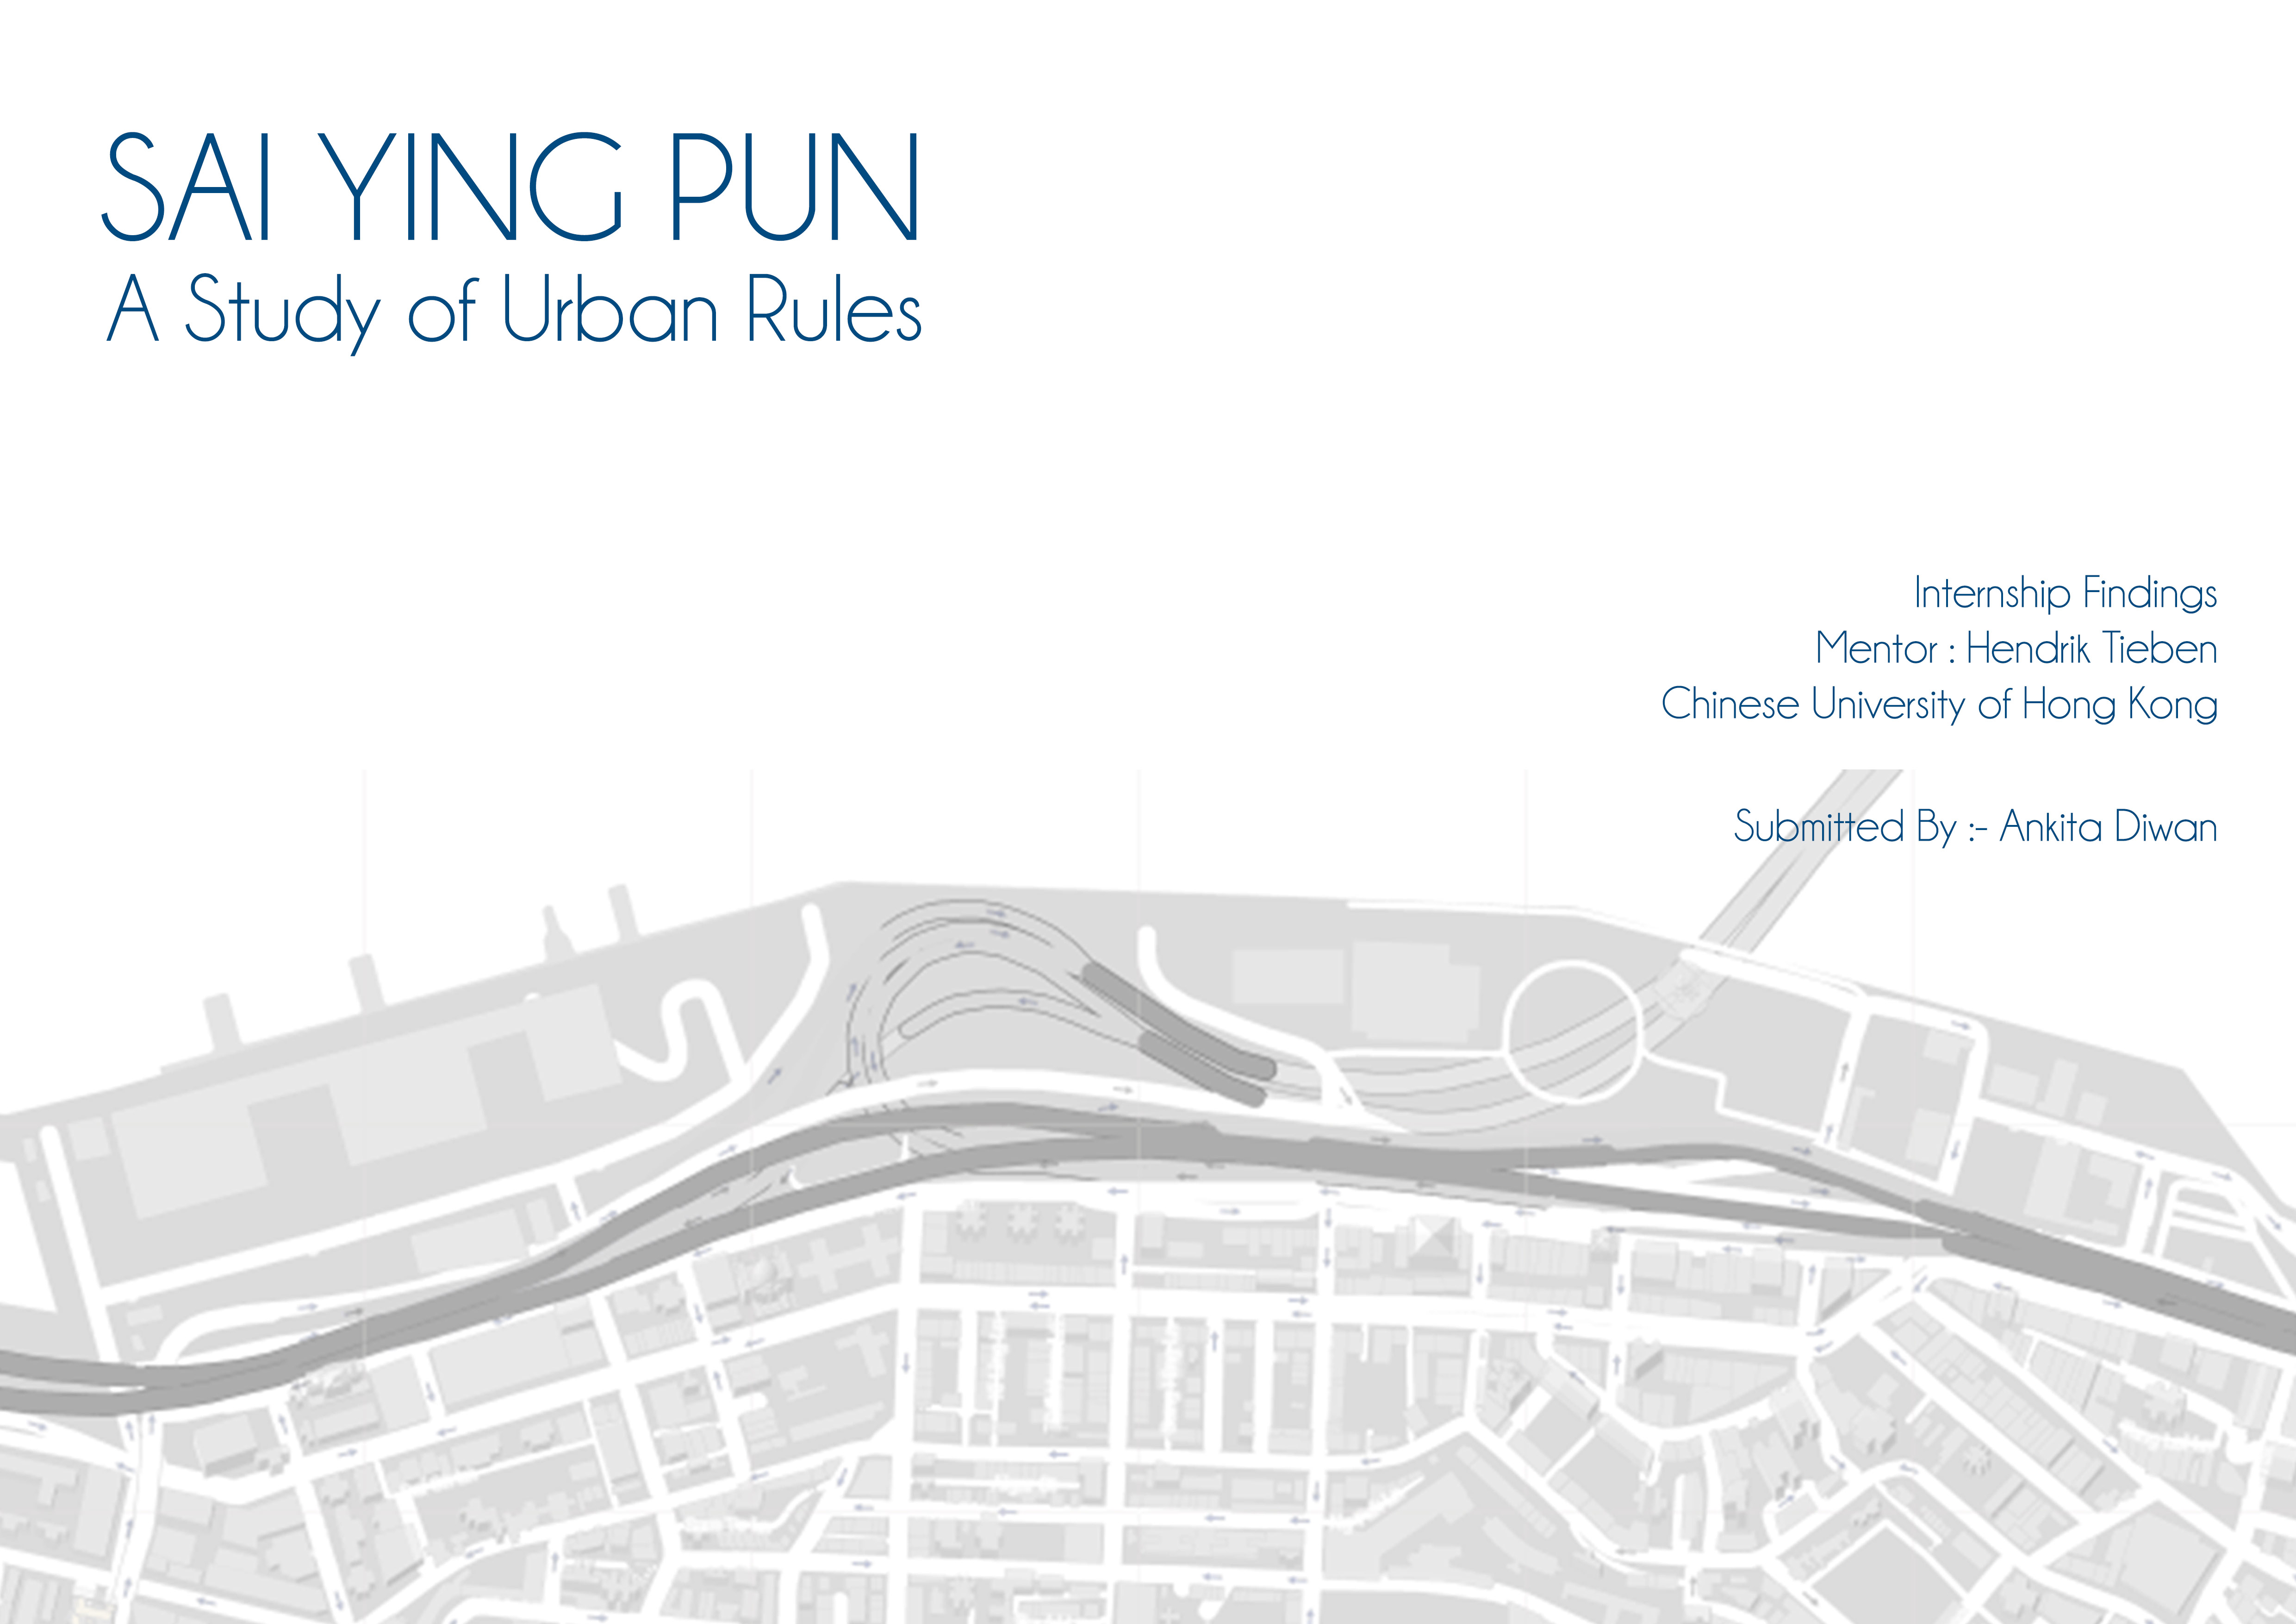 SAI YING PUN
A Study of Urban Rules
Internship Findings
Mentor : Hendrik Tieben
Chinese University of Hong Kong
Submitted By :- Ankita Diwan